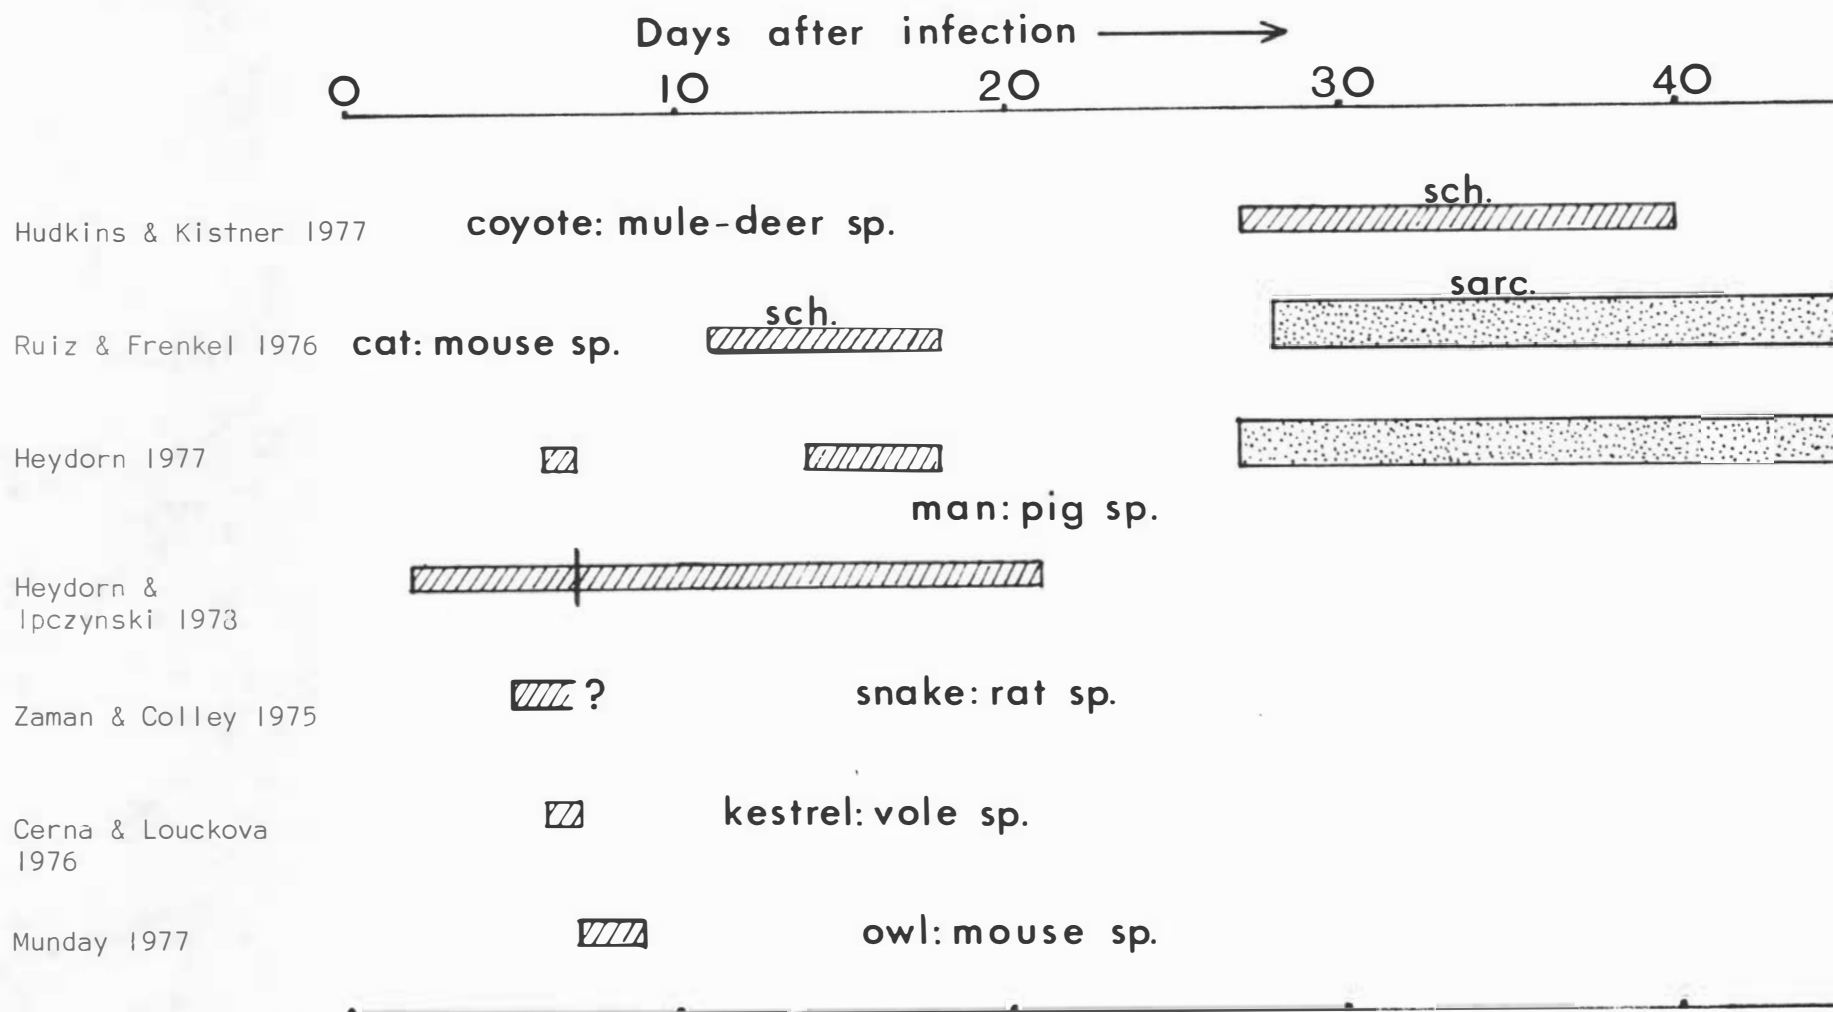 Days after infection
0 10 20 30 40
sch.
Hudkins & Kistner 1977 coyote: mule-deer sp.
sarc.
sch.
Ruiz & Frenkel 1976 cat: mouse sp.
Heydorn 1977
man: pig sp.
Heydorn &
Ipczynski 1978
Zaman & Colley 1975 ? snake: rat sp.
Cerna & Louckova kestrel: vole sp.
1976
Munday 1977 owl: mouse sp.